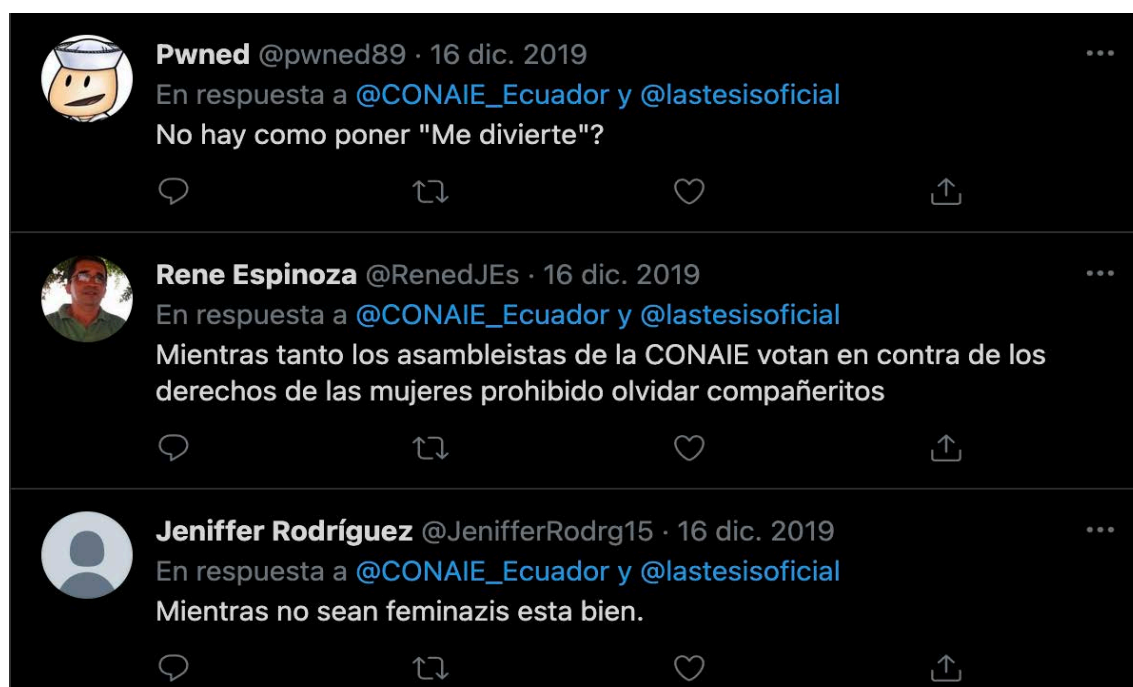 Pwned @pwned89 · 16 dic. 2019
En respuesta a @CONAIE_Ecuador y @lastesisoficial
No hay como poner "Me divierte"?
Rene Espinoza @RenedJEs · 16 dic. 2019
En respuesta a @CONAIE_Ecuador y @lastesisoficial
Mientras tanto los asambleistas de la CONAIE votan en contra de los
derechos de las mujeres prohibido olvidar compañeritos
Jeniffer Rodríguez @JenifferRodrg15 · 16 dic. 2019
En respuesta a @CONAIE_Ecuador y @lastesisoficial
Mientras no sean feminazis esta bien.